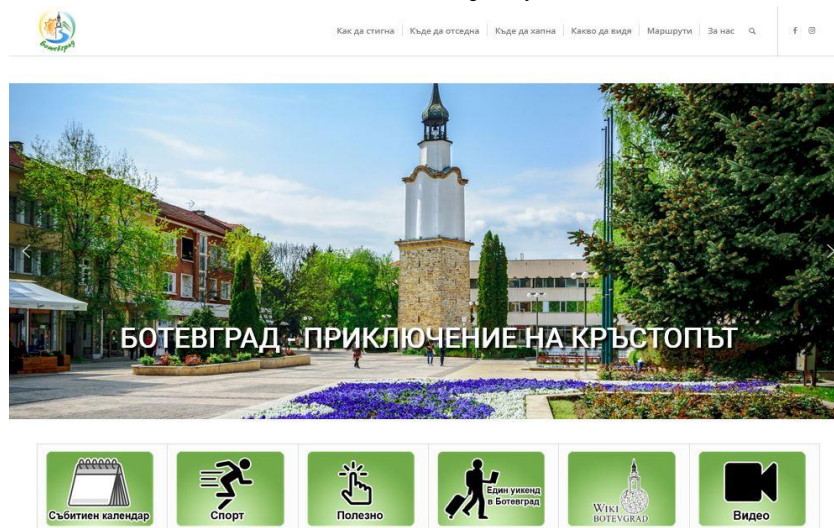 Ботевград
Как да стигна
Къде да отседна
Къде да хапна
Какво да видя
Маршрути
За нас
БОТЕВГРАД - ПРИКЛЮЧЕНИЕ НА КРЪСТОПЪТ
Събитиен календар
Спорт
Полезно
Един уикенд
в Ботевград
WIKI
BOTEVGRAD
Видео